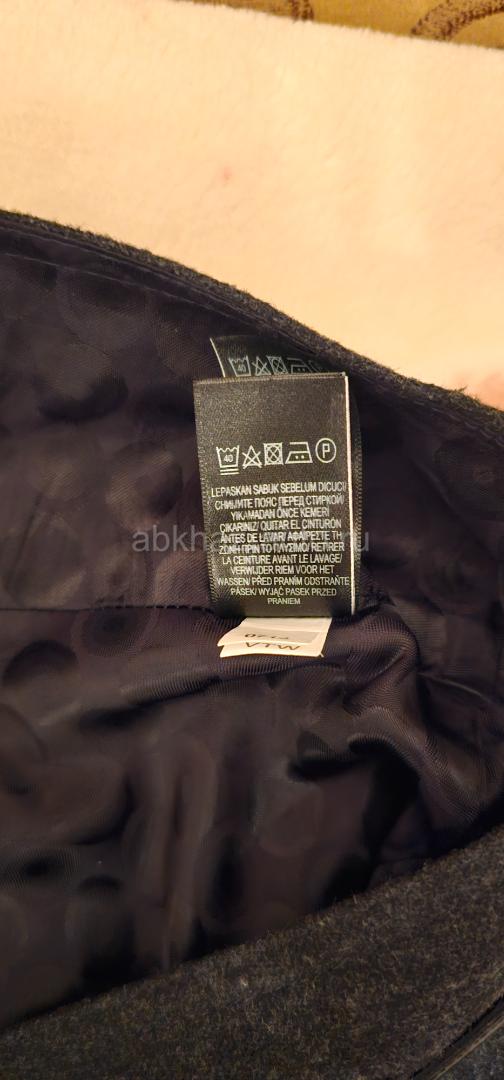 40
P
LEPASKAN SABUK SEBELUM DICUCI/
СНИМИТЕ ПОЯС ПЕРЕД СТИРКОЙ/
YIKAMADAN ÖNCE KEMERİ
ÇIKARINIZ/ QUITAR EL CINTURÓN
ANTES DE LAVAR/ ΑΦΑΙΡΕΣΤΕ ΤΗ
ΖΩΝΗ ΠΡΙΝ ΤΟ ΠΛΥΣΙΜΟ/ RETIRER
LA CEINTURE AVANT LE LAVAGE/
VERWIJDER RIEM VOOR HET
WASSEN/ PŘED PRANÍM ODSTRAŇTE
PÁSEK/ WYJĄĆ PASEK PRZED
PRANIEM